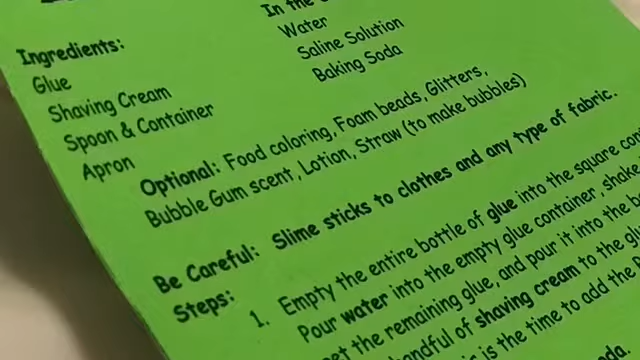 In the
Ingredients:
Water
Glue
Saline Solution
Shaving Cream
Baking Soda
Spoon & Container
Apron
Optional: Food coloring, Foam beads, Glitters,
Bubble Gum scent, Lotion, Straw (to make bubbles)
Be Careful: Slime sticks to clothes and any type of fabric.
Steps:
1. Empty the entire bottle of glue into the square
Pour water into the empty glue container, shake
the remaining glue, and pour it into the
of shaving cream to the
is the time to add the